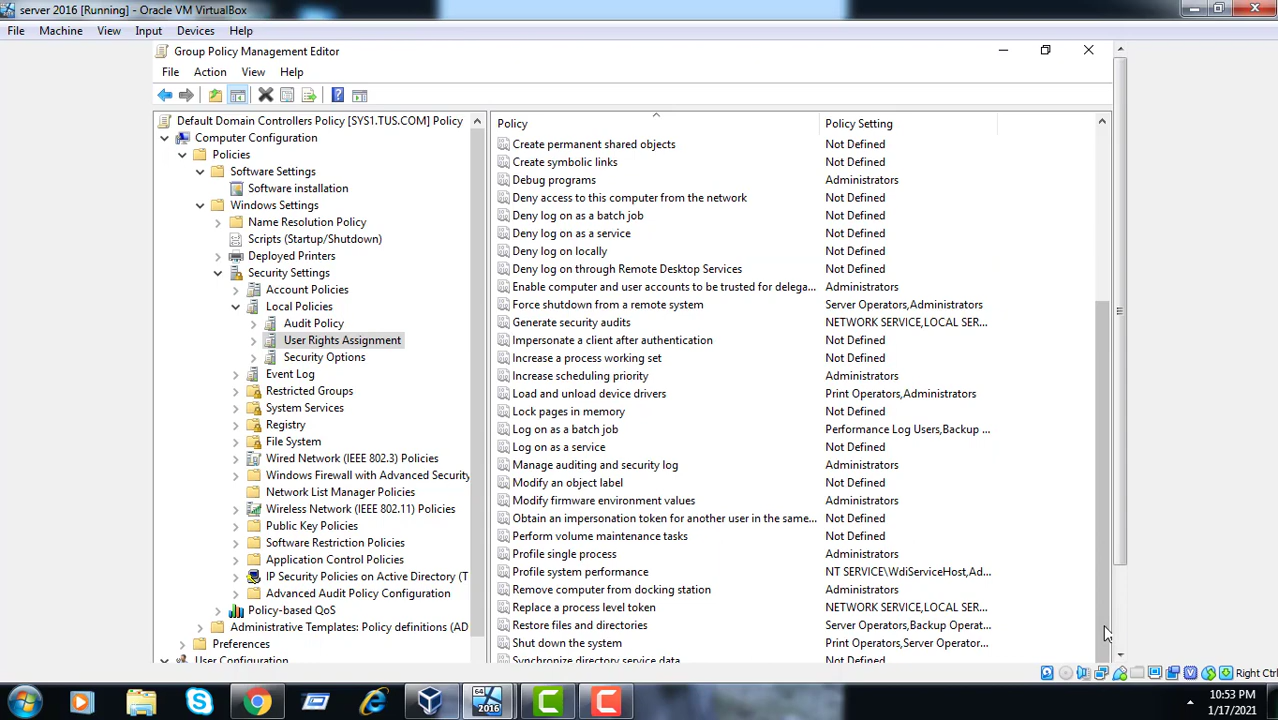 server 2016 [Running] - Oracle VM VirtualBox
File Machine View Input Devices Help
Group Policy Management Editor
File Action View Help
Default Domain Controllers Policy [SYS1.TUS.COM] Policy
Computer Configuration
Policies
Software Settings
Software installation
Windows Settings
Name Resolution Policy
Scripts (Startup/Shutdown)
Deployed Printers
Security Settings
Account Policies
Local Policies
Audit Policy
User Rights Assignment
Security Options
Event Log
Restricted Groups
System Services
Registry
File System
Wired Network (IEEE 802.3) Policies
Windows Firewall with Advanced Security
Network List Manager Policies
Wireless Network (IEEE 802.11) Policies
Public Key Policies
Software Restriction Policies
Application Control Policies
IP Security Policies on Active Directory (T
Advanced Audit Policy Configuration
Policy-based QoS
Administrative Templates: Policy definitions (AD
Preferences
User Configuration
Policy Policy Setting
Create permanent shared objects Not Defined
Create symbolic links Not Defined
Debug programs Administrators
Deny access to this computer from the network Not Defined
Deny log on as a batch job Not Defined
Deny log on as a service Not Defined
Deny log on locally Not Defined
Deny log on through Remote Desktop Services Not Defined
Enable computer and user accounts to be trusted for delega... Administrators
Force shutdown from a remote system Server Operators,Administrators
Generate security audits NETWORK SERVICE,LOCAL SER...
Impersonate a client after authentication Not Defined
Increase a process working set Not Defined
Increase scheduling priority Administrators
Load and unload device drivers Print Operators,Administrators
Lock pages in memory Not Defined
Log on as a batch job Performance Log Users,Backup ...
Log on as a service Not Defined
Manage auditing and security log Administrators
Modify an object label Not Defined
Modify firmware environment values Administrators
Obtain an impersonation token for another user in the same... Not Defined
Perform volume maintenance tasks Not Defined
Profile single process Administrators
Profile system performance NT SERVICE\WdiServiceHost,Ad...
Remove computer from docking station Administrators
Replace a process level token NETWORK SERVICE,LOCAL SER...
Restore files and directories Server Operators,Backup Operat...
Shut down the system Print Operators,Server Operator...
Synchronize directory service data Not Defined
Right Ctrl
64
2016
10:53 PM
1/17/2021